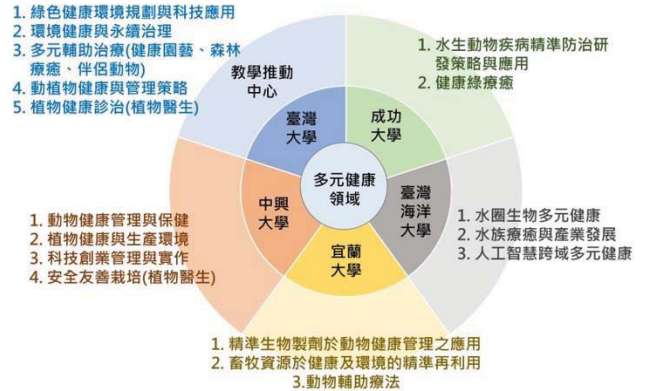 1. 綠色健康環境規劃與科技應用
2. 環境健康與永續治理
3. 多元輔助治療(健康園藝、森林
療癒、伴侶動物)
4. 動植物健康與管理策略
5. 植物健康診治(植物醫生)
教學推動
中心
臺灣
大學
成功
大學
1. 水生動物疾病精準防治研
發策略與應用
2. 健康綠療癒
多元健康
領域
中興
大學
臺灣
海洋
大學
宜蘭
大學
1. 動物健康管理與保健
2. 植物健康與生產環境
3. 科技創業管理與實作
4. 安全友善栽培(植物醫生)
1. 水圈生物多元健康
2. 水族療癒與產業發展
3. 人工智慧跨域多元健康
1. 精準生物製劑於動物健康管理之應用
2. 畜牧資源於健康及環境的精準再利用
3.動物輔助療法